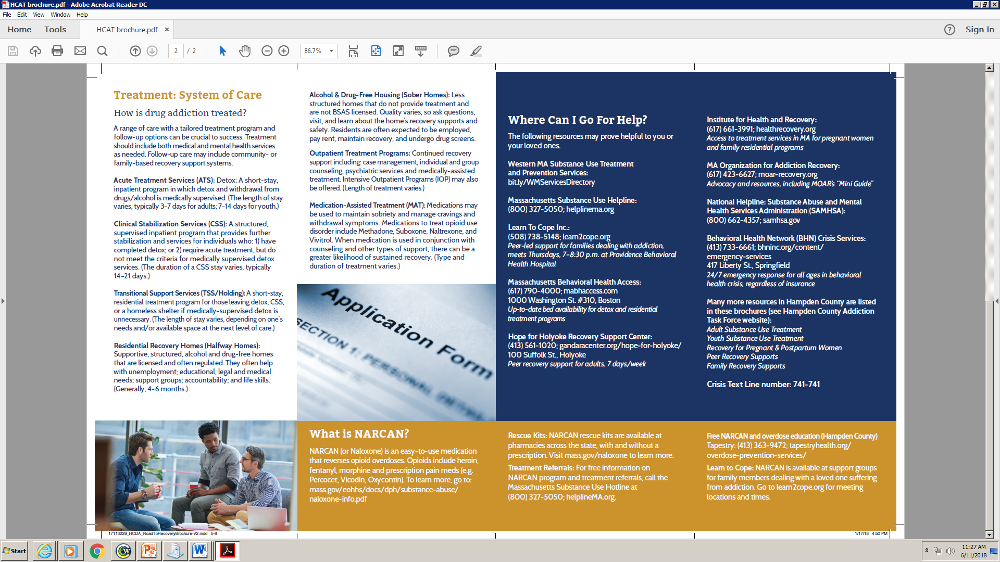 HCAT brochure.pdf - Adobe Acrobat Reader DC
File Edit View Window Help
Home Tools HCAT brochure.pdf × ? Sign In
2 / 2 86.7%
Treatment: System of Care
How is drug addiction treated?
A range of care with a tailored treatment program and
follow-up options can be crucial to success. Treatment
should include both medical and mental health services
as needed. Follow-up care may include community- or
family-based recovery support systems.
Acute Treatment Services (ATS): Detox: A short-stay,
inpatient program in which detox and withdrawal from
drugs/alcohol is medically supervised. (The length of stay
varies, typically 3-7 days for adults; 7-14 days for youth.)
Clinical Stabilization Services (CSS): A structured,
supervised inpatient program that provides further
stabilization and services for individuals who: 1) have
completed detox; or 2) require acute treatment, but do
not meet the criteria for medically supervised detox
services. (The duration of a CSS stay varies, typically
14-21 days.)
Transitional Support Services (TSS/Holding): A short-stay,
residential treatment program for those leaving detox, CSS,
or a homeless shelter if medically-supervised detox is
unnecessary. (The length of stay varies, depending on one's
needs and/or available space at the next level of care.)
Residential Recovery Homes (Halfway Homes):
Supportive, structured, alcohol and drug-free homes
that are licensed and often regulated. They often help
with unemployment; educational, legal and medical
needs; support groups; accountability; and life skills.
(Generally, 4-6 months.)
Alcohol & Drug-Free Housing (Sober Homes): Less
structured homes that do not provide treatment and
are not BSAS licensed. Quality varies, so ask questions,
visit, and learn about the home's recovery supports and
safety. Residents are often expected to be employed,
pay rent, maintain recovery, and undergo drug screens.
Outpatient Treatment Programs: Continued recovery
support including: case management, individual and group
counseling, psychiatric services and medically-assisted
treatment. Intensive Outpatient Programs (IOP) may also
be offered. (Length of treatment varies.)
Medication-Assisted Treatment (MAT): Medications may
be used to maintain sobriety and manage cravings and
withdrawal symptoms. Medications to treat opioid use
disorder include Methadone, Suboxone, Naltrexone, and
Vivitrol. When medication is used in conjunction with
counseling and other types of support, there can be a
greater likelihood of sustained recovery. (Type and
duration of treatment varies.)
Application Form
SECTION 1: PERSONAL
Where Can I Go For Help?
The following resources may prove helpful to you or
your loved ones.
Western MA Substance Use Treatment
and Prevention Services:
bit.ly/WMServicesDirectory
Massachusetts Substance Use Helpline:
(800) 327-5050; helplinema.org
Learn To Cope Inc.:
(508) 738-5148; learn2cope.org
Peer-led support for families dealing with addiction,
meets Thursdays, 7-8:30 p.m. at Providence Behavioral
Health Hospital
Massachusetts Behavioral Health Access:
(617) 790-4000; mabhaccess.com
1000 Washington St. #310, Boston
Up-to-date bed availability for detox and residential
treatment programs
Hope for Holyoke Recovery Support Center:
(413) 561-1020; gandaracenter.org/hope-for-holyoke/
100 Suffolk St., Holyoke
Peer recovery support for adults, 7 days/week
Institute for Health and Recovery:
(617) 661-3991; healthrecovery.org
Access to treatment services in MA for pregnant women
and family residential programs
MA Organization for Addiction Recovery:
(617) 423-6627; moar-recovery.org
Advocacy and resources, including MOAR's "Mini Guide"
National Helpline: Substance Abuse and Mental
Health Services Administration (SAMHSA):
(800) 662-4357; samhsa.gov
Behavioral Health Network (BHN) Crisis Services:
(413) 733-6661; bhninc.org/content/
emergency-services
417 Liberty St., Springfield
24/7 emergency response for all ages in behavioral
health crisis, regardless of insurance
Many more resources in Hampden County are listed
in these brochures (see Hampden County Addiction
Task Force website):
Adult Substance Use Treatment
Youth Substance Use Treatment
Recovery for Pregnant & Postpartum Women
Peer Recovery Supports
Family Recovery Supports
Crisis Text Line number: 741-741
What is NARCAN?
NARCAN (or Naloxone) is an easy-to-use medication
that reverses opioid overdoses. Opioids include heroin,
fentanyl, morphine and prescription pain meds (e.g.
Percocet, Vicodin, Oxycontin). To learn more, go to:
mass.gov/eohhs/docs/dph/substance-abuse/
naloxone-info.pdf
Rescue Kits: NARCAN rescue kits are available at
pharmacies across the state, with and without a
prescription. Visit mass.gov/naloxone to learn more.
Treatment Referrals: For free information on
NARCAN program and treatment referrals, call the
Massachusetts Substance Use Hotline at
(800) 327-5050; helplineMA.org.
Free NARCAN and overdose education (Hampden County)
Tapestry: (413) 363-9472; tapestryhealth.org/
overdose-prevention-services/
Learn to Cope: NARCAN is available at support groups
for family members dealing with a loved one suffering
from addiction. Go to learn2cope.org for meeting
locations and times.
17113229_HCDA_RoadToRecoveryBrochure-V2.indd 5-8
1/17/18 4:50 PM
Start
11:27 AM
6/11/2018